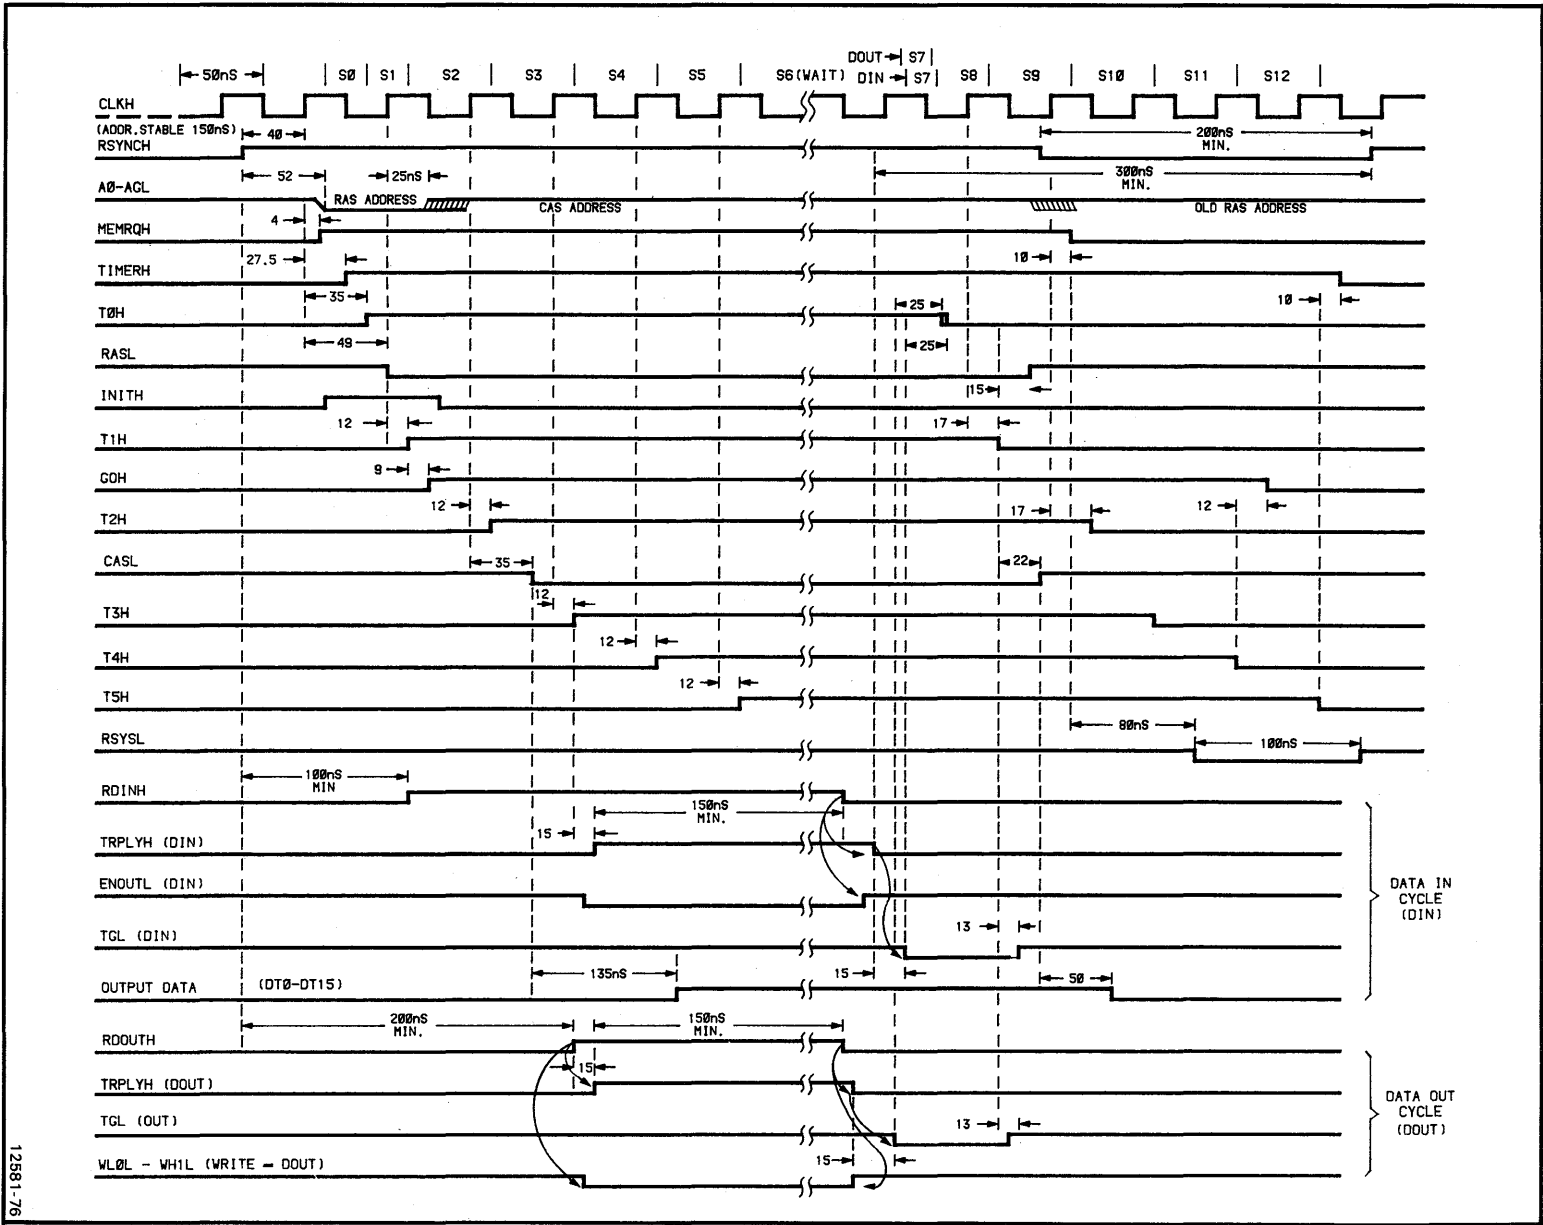 DOUT S7
50nS S0 S1 S2 S3 S4 S5 S6(WAIT) DIN S7 S8 S9 S10 S11 S12
CLKH
(ADDR.STABLE 150nS) 40 200nS
RSYNCH MIN.
52 25nS 300nS
MIN.
A0-AGL RAS ADDRESS CAS ADDRESS OLD RAS ADDRESS
4
MEMRQH
27.5 10
TIMERH
35 25 10
T0H
49 25
RASL
15
INITH
12 17
T1H
9
GOH
12 17 12
T2H
CASL 35 22
12
T3H
12
T4H
12
T5H
80nS
RSYSL 100nS
100nS
RDINH MIN
150nS
MIN.
15
TRPLYH (DIN)
ENOUTL (DIN)
DATA IN
CYCLE
(DIN)
13
TGL (DIN)
135nS 15 50
OUTPUT DATA (DT0-DT15)
200nS 150nS
MIN. MIN.
RDOUTH
15
TRPLYH (DOUT)
DATA OUT
CYCLE
(DOUT)
TGL (OUT) 13
15
WL0L - WH1L (WRITE - DOUT)
12581-76